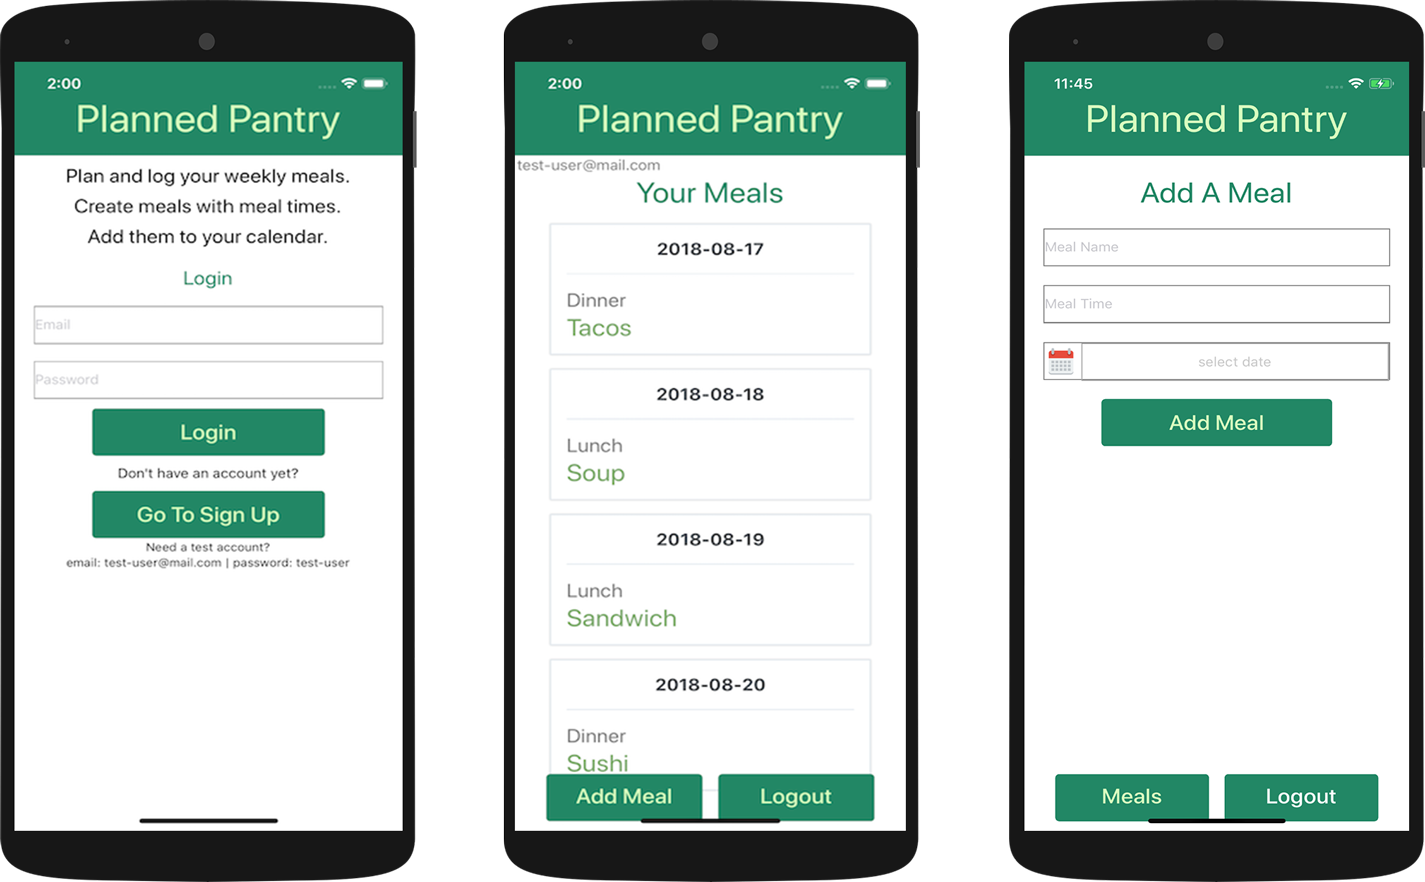 2:00
Planned Pantry
Plan and log your weekly meals.
Create meals with meal times.
Add them to your calendar.
Login
Email
Password
Login
Don't have an account yet?
Go To Sign Up
Need a test account?
email: test-user@mail.com | password: test-user
2:00
Planned Pantry
test-user@mail.com
Your Meals
2018-08-17
Dinner
Tacos
2018-08-18
Lunch
Soup
2018-08-19
Lunch
Sandwich
2018-08-20
Dinner
Sushi
Add Meal
Logout
11:45
Planned Pantry
Add A Meal
Meal Name
Meal Time
select date
Add Meal
Meals
Logout